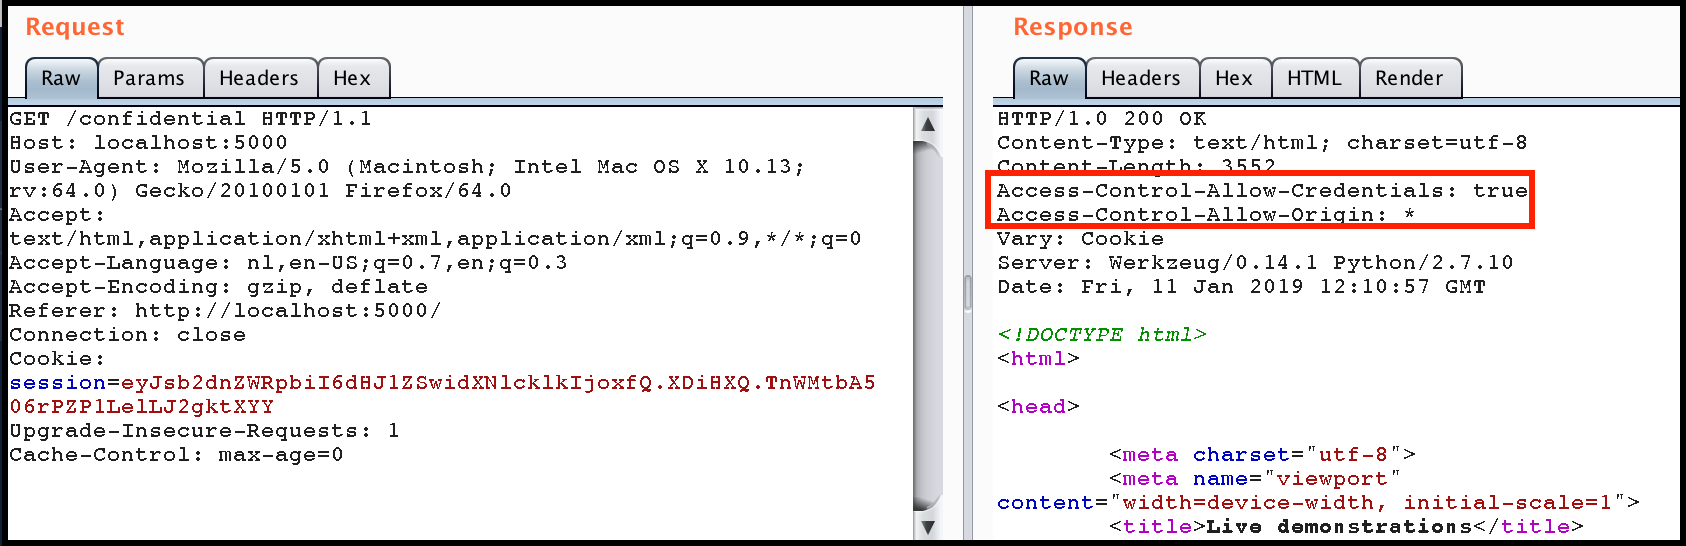 Request
Raw Params Headers Hex
GET /confidential HTTP/1.1
Host: localhost:5000
User-Agent: Mozilla/5.0 (Macintosh; Intel Mac OS X 10.13;
rv:64.0) Gecko/20100101 Firefox/64.0
Accept:
text/html,application/xhtml+xml,application/xml;q=0.9,*/*;q=0
Accept-Language: nl,en-US;q=0.7,en;q=0.3
Accept-Encoding: gzip, deflate
Referer: http://localhost:5000/
Connection: close
Cookie:
session=eyJsb2dnZWRpbiI6dHJ1ZSwidXNlcklkIjoxfQ.XDiHXQ.TnWMtbA5
06rPZP1LelLJ2gktXYY
Upgrade-Insecure-Requests: 1
Cache-Control: max-age=0
Response
Raw Headers Hex HTML Render
HTTP/1.0 200 OK
Content-Type: text/html; charset=utf-8
Content-Length: 3552
Access-Control-Allow-Credentials: true
Access-Control-Allow-Origin: *
Vary: Cookie
Server: Werkzeug/0.14.1 Python/2.7.10
Date: Fri, 11 Jan 2019 12:10:57 GMT
<!DOCTYPE html>
<html>
<head>
<meta charset="utf-8">
<meta name="viewport"
content="width=device-width, initial-scale=1">
<title>Live demonstrations</title>